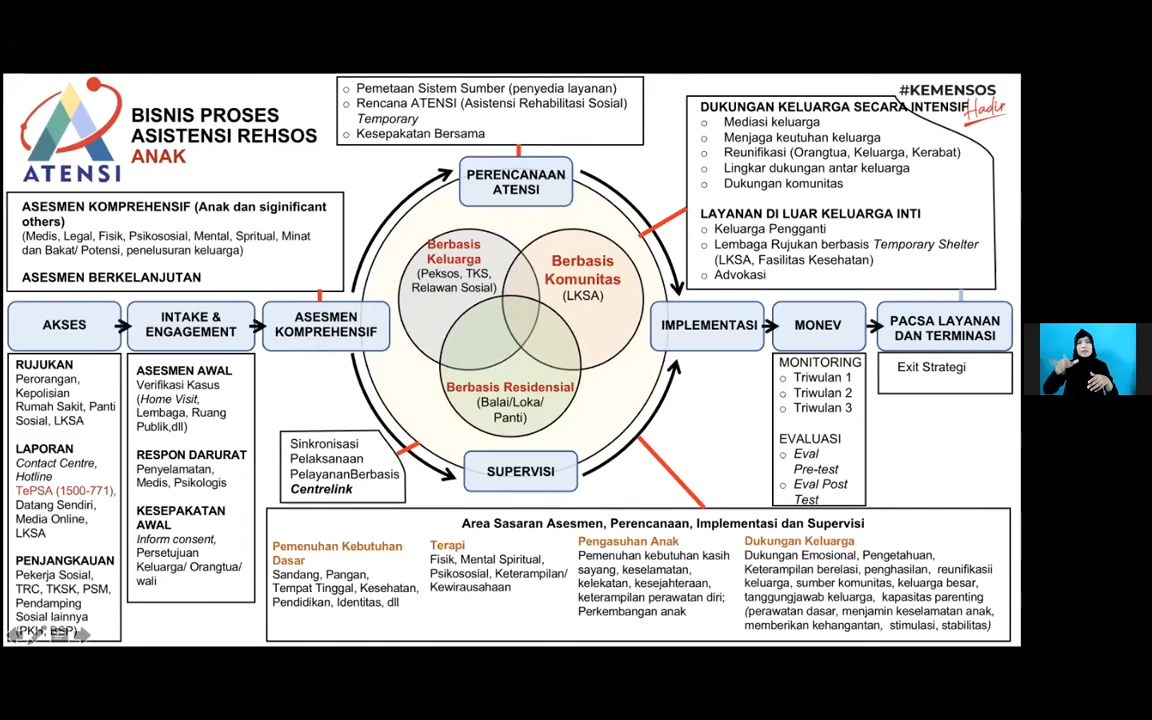 ATENSI
BISNIS PROSES
ASISTENSI REHSOS
ANAK
○ Pemetaan Sistem Sumber (penyedia layanan)
○ Rencana ATENSI (Asistensi Rehabilitasi Sosial)
Temporary
○ Kesepakatan Bersama
#KEMENSOS
Hadir
DUKUNGAN KELUARGA SECARA INTENSIF
○ Mediasi keluarga
○ Menjaga keutuhan keluarga
○ Reunifikasi (Orangtua, Keluarga, Kerabat)
○ Lingkar dukungan antar keluarga
○ Dukungan komunitas
LAYANAN DI LUAR KELUARGA INTI
○ Keluarga Pengganti
○ Lembaga Rujukan berbasis Temporary Shelter
(LKSA, Fasilitas Kesehatan)
○ Advokasi
ASESMEN KOMPREHENSIF (Anak dan siginificant
others)
(Medis, Legal, Fisik, Psikososial, Mental, Spritual, Minat
dan Bakat/ Potensi, penelusuran keluarga)
ASESMEN BERKELANJUTAN
PERENCANAAN
ATENSI
Berbasis
Keluarga
(Peksos, TKS,
Relawan Sosial)
Berbasis
Komunitas
(LKSA)
Berbasis Residensial
(Balai/Loka/
Panti)
AKSES
INTAKE &
ENGAGEMENT
ASESMEN
KOMPREHENSIF
IMPLEMENTASI
MONEV
PACSA LAYANAN
DAN TERMINASI
RUJUKAN
Perorangan,
Kepolisian
Rumah Sakit, Panti
Sosial, LKSA
LAPORAN
Contact Centre,
Hotline
TePSA (1500-771),
Datang Sendiri,
Media Online,
LKSA
PENJANGKAUAN
Pekerja Sosial,
TRC, TKSK, PSM,
Pendamping
Sosial lainnya
(PKH, BSP)
ASESMEN AWAL
Verifikasi Kasus
(Home Visit,
Lembaga, Ruang
Publik,dll)
RESPON DARURAT
Penyelamatan,
Medis, Psikologis
KESEPAKATAN
AWAL
Inform consent,
Persetujuan
Keluarga/ Orangtua/
wali
Sinkronisasi
Pelaksanaan
PelayananBerbasis
Centrelink
SUPERVISI
MONITORING
○ Triwulan 1
○ Triwulan 2
○ Triwulan 3
EVALUASI
○ Eval
Pre-test
○ Eval Post
Test
Exit Strategi
Area Sasaran Asesmen, Perencanaan, Implementasi dan Supervisi
Pemenuhan Kebutuhan
Dasar
Sandang, Pangan,
Tempat Tinggal, Kesehatan,
Pendidikan, Identitas, dll
Terapi
Fisik, Mental Spiritual,
Psikososial, Keterampilan/
Kewirausahaan
Pengasuhan Anak
Pemenuhan kebutuhan kasih
sayang, keselamatan,
kelekatan, kesejahteraan,
keterampilan perawatan diri;
Perkembangan anak
Dukungan Keluarga
Dukungan Emosional, Pengetahuan,
Keterampilan berelasi, penghasilan, reunifikasii
keluarga, sumber komunitas, keluarga besar,
tanggungjawab keluarga, kapasitas parenting
(perawatan dasar, menjamin keselamatan anak,
memberikan kehangantan, stimulasi, stabilitas)